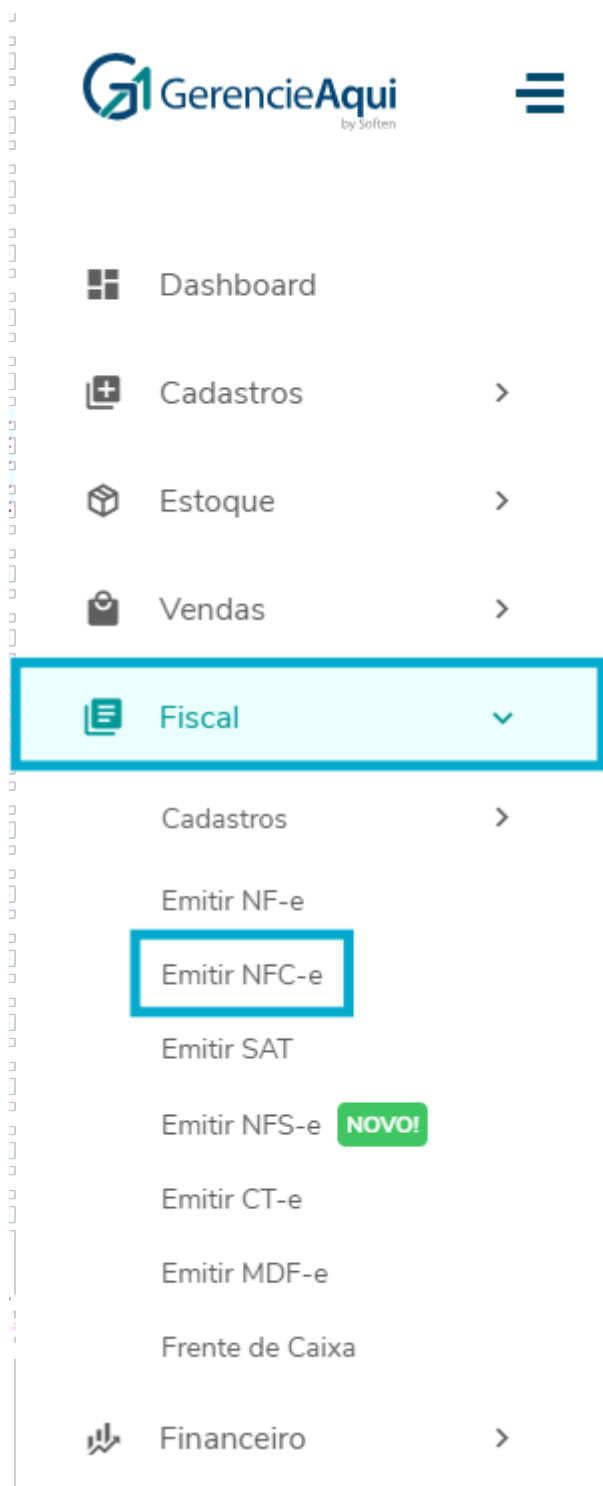 GerencieAqui
by Soften
Dashboard
Cadastros
Estoque
Vendas
Fiscal
Cadastros
Emitir NF-e
Emitir NFC-e
Emitir SAT
Emitir NFS-e NOVO!
Emitir CT-e
Emitir MDF-e
Frente de Caixa
Financeiro